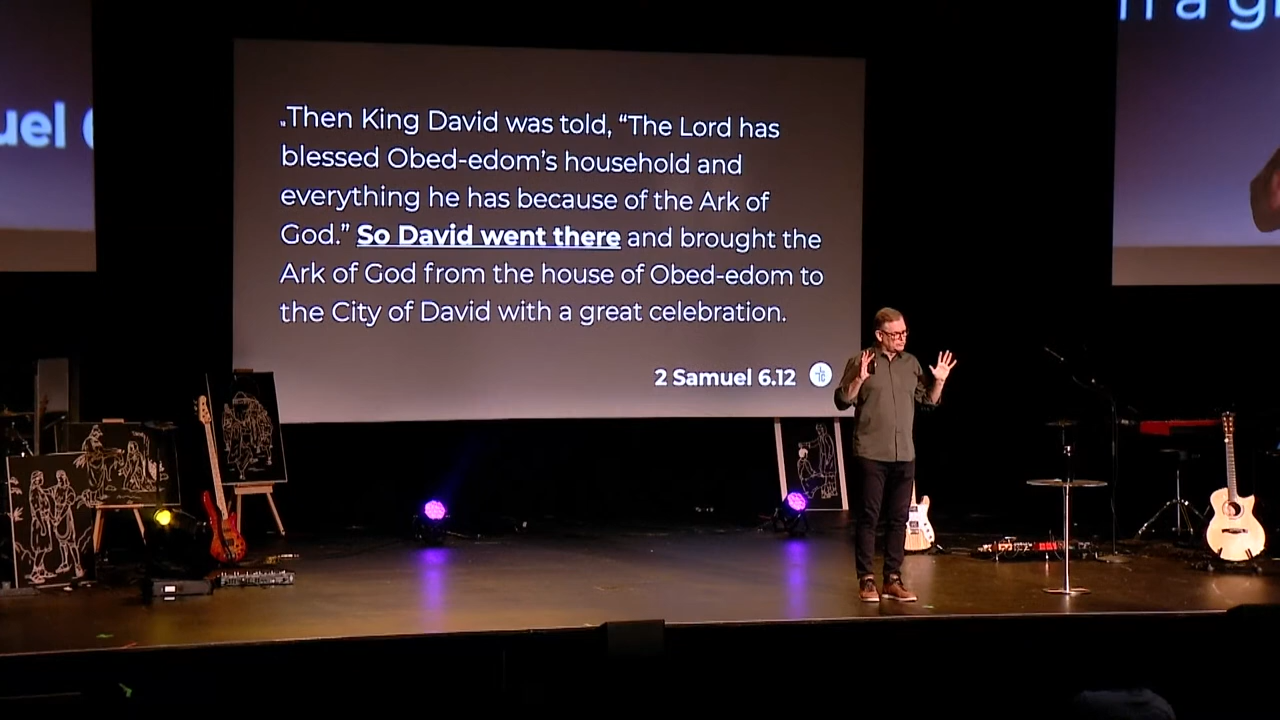 „Then King David was told, “The Lord has
blessed Obed-edom’s household and
everything he has because of the Ark of
God.” So David went there and brought the
Ark of God from the house of Obed-edom to
the City of David with a great celebration.
2 Samuel 6.12
uel 6
n a g